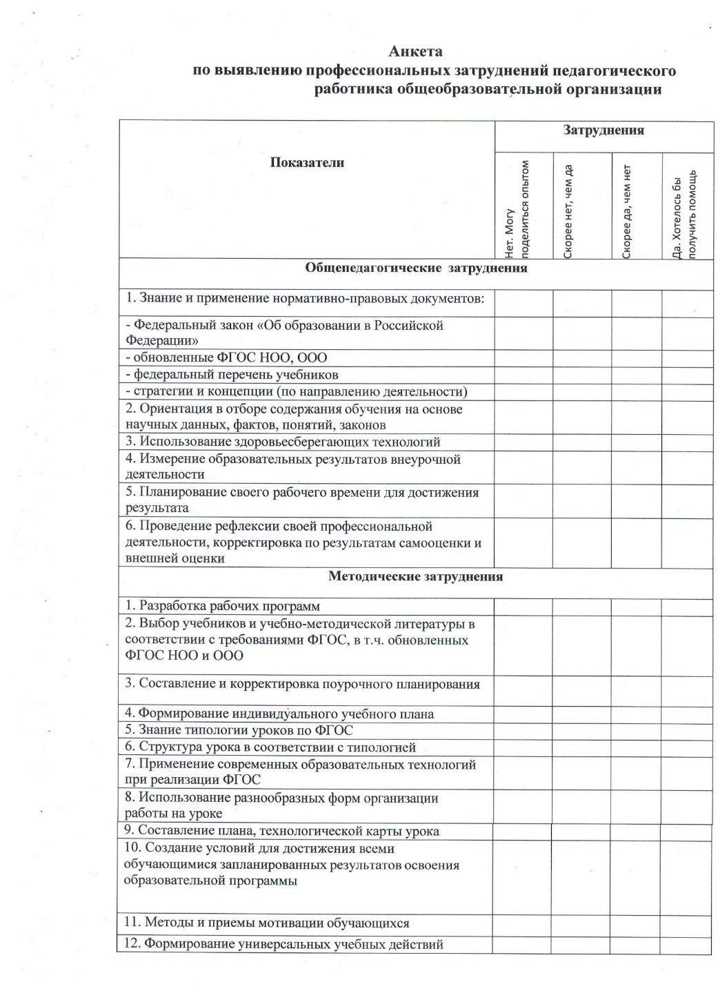 Анкета
по выявлению профессиональных затруднений педагогического
работника общеобразовательной организации
Показатели
Затруднения
Нет. Могу
поделиться опытом
Скорее нет, чем да
Скорее да, чем нет
Да. Хотелось бы
получить помощь
Общепедагогические затруднения
1. Знание и применение нормативно-правовых документов:
- Федеральный закон «Об образовании в Российской
Федерации»
- обновленные ФГОС НОО, ООО
- федеральный перечень учебников
- стратегии и концепции (по направлению деятельности)
2. Ориентация в отборе содержания обучения на основе
научных данных, фактов, понятий, законов
3. Использование здоровьесберегающих технологий
4. Измерение образовательных результатов внеурочной
деятельности
5. Планирование своего рабочего времени для достижения
результата
6. Проведение рефлексии своей профессиональной
деятельности, корректировка по результатам самооценки и
внешней оценки
Методические затруднения
1. Разработка рабочих программ
2. Выбор учебников и учебно-методической литературы в
соответствии с требованиями ФГОС, в т.ч. обновленных
ФГОС НОО и ООО
3. Составление и корректировка поурочного планирования
4. Формирование индивидуального учебного плана
5. Знание типологии уроков по ФГОС
6. Структура урока в соответствии с типологией
7. Применение современных образовательных технологий
при реализации ФГОС
8. Использование разнообразных форм организации
работы на уроке
9. Составление плана, технологической карты урока
10. Создание условий для достижения всеми
обучающимися запланированных результатов освоения
образовательной программы
11. Методы и приемы мотивации обучающихся
12. Формирование универсальных учебных действий